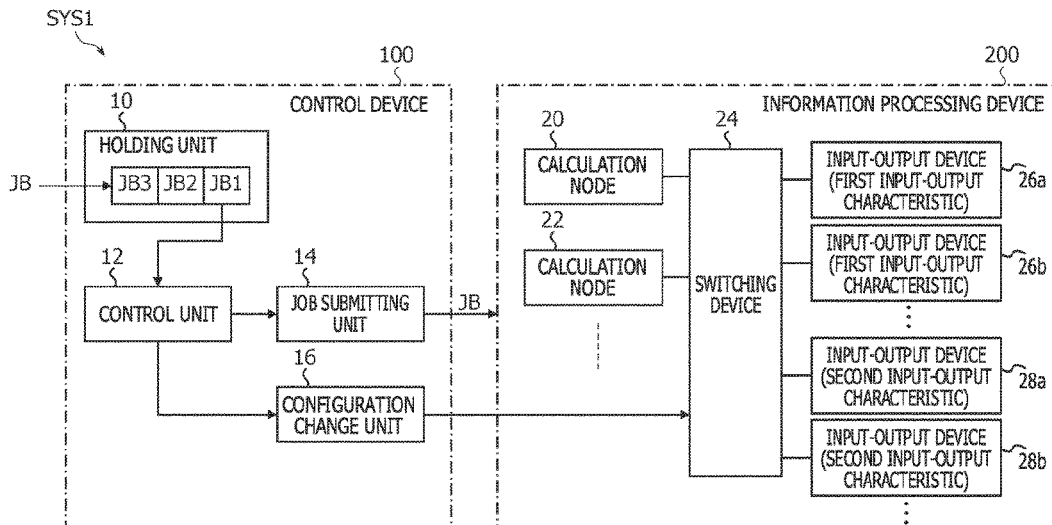 SYS1
100
200
CONTROL DEVICE
INFORMATION PROCESSING DEVICE
10
HOLDING UNIT
JB
JB3 JB2 JB1
12
CONTROL UNIT
14
JOB SUBMITTING
UNIT
JB
16
CONFIGURATION
CHANGE UNIT
20
CALCULATION
NODE
22
CALCULATION
NODE
24
SWITCHING
DEVICE
INPUT-OUTPUT DEVICE
(FIRST INPUT-OUTPUT
CHARACTERISTIC)
26a
INPUT-OUTPUT DEVICE
(FIRST INPUT-OUTPUT
CHARACTERISTIC)
26b
INPUT-OUTPUT DEVICE
(SECOND INPUT-OUTPUT
CHARACTERISTIC)
28a
INPUT-OUTPUT DEVICE
(SECOND INPUT-OUTPUT
CHARACTERISTIC)
28b